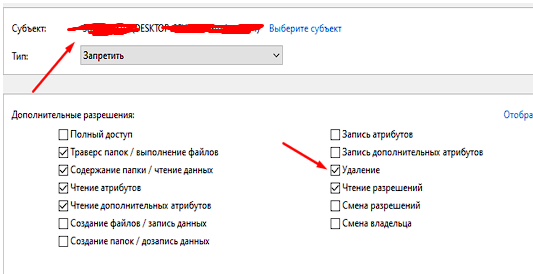 Субъект: (DESKTOP- Выберите субъект
Тип: Запретить
Дополнительные разрешения: Отобра
Полный доступ
Траверс папок / выполнение файлов
Содержание папки / чтение данных
Чтение атрибутов
Чтение дополнительных атрибутов
Создание файлов / запись данных
Создание папок / дозапись данных
Запись атрибутов
Запись дополнительных атрибутов
Удаление
Чтение разрешений
Смена разрешений
Смена владельца